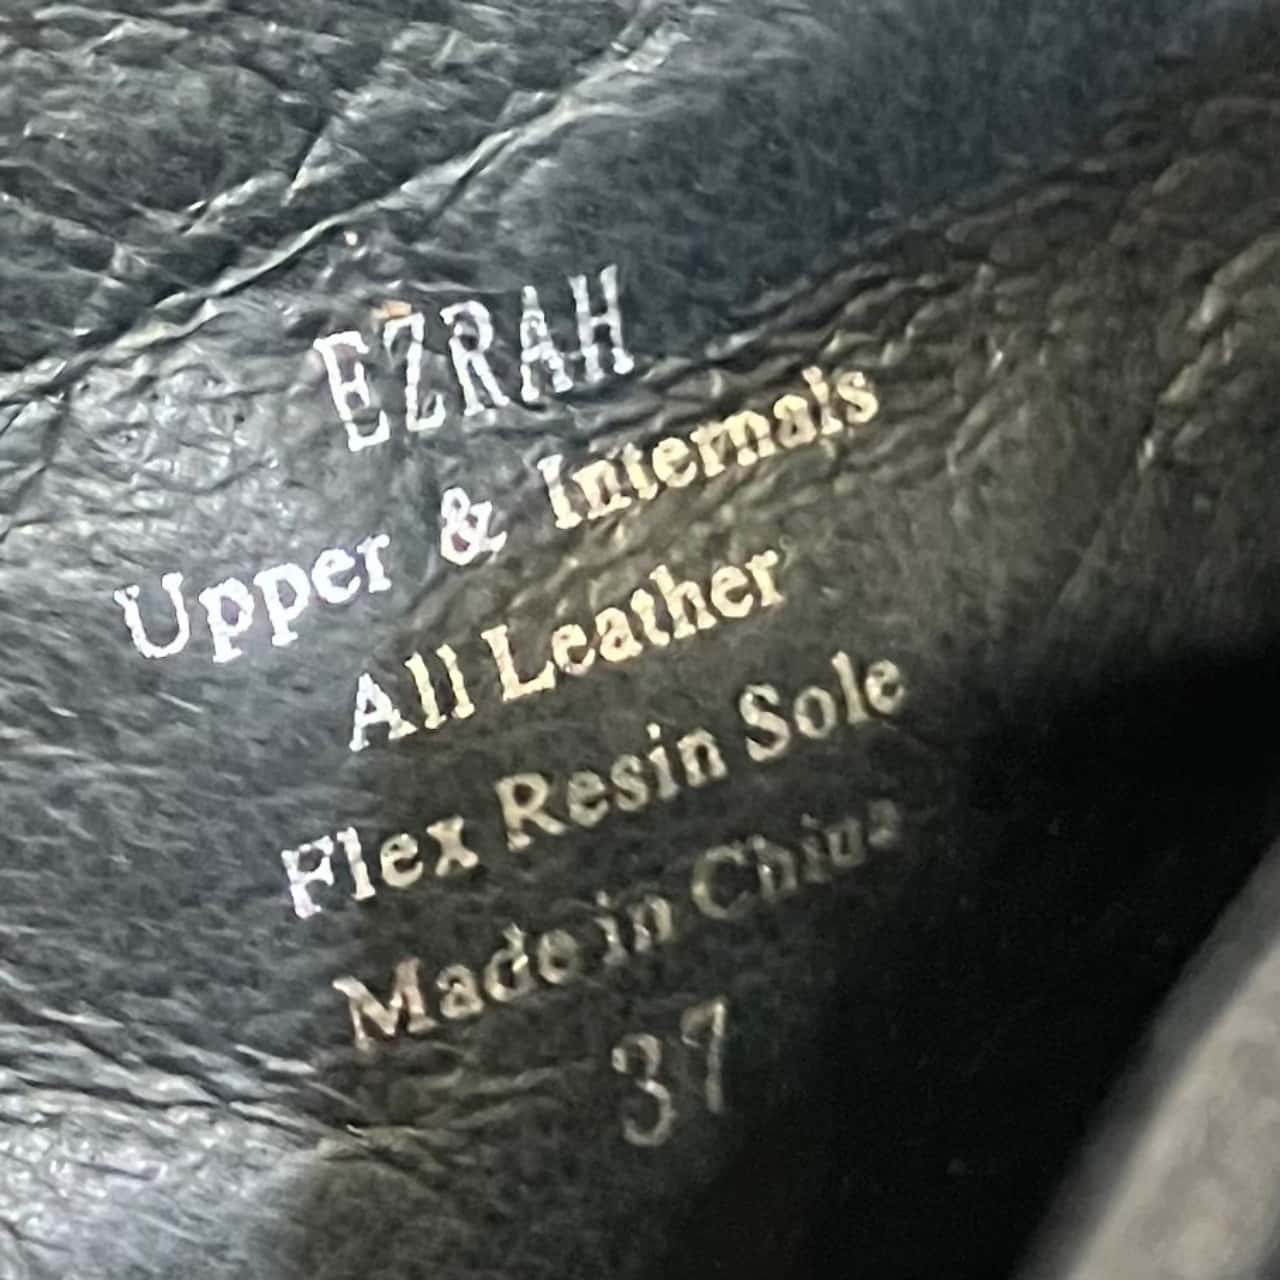 EZRAH
Upper & Internals
All Leather
Flex Resin Sole
Made in China
37